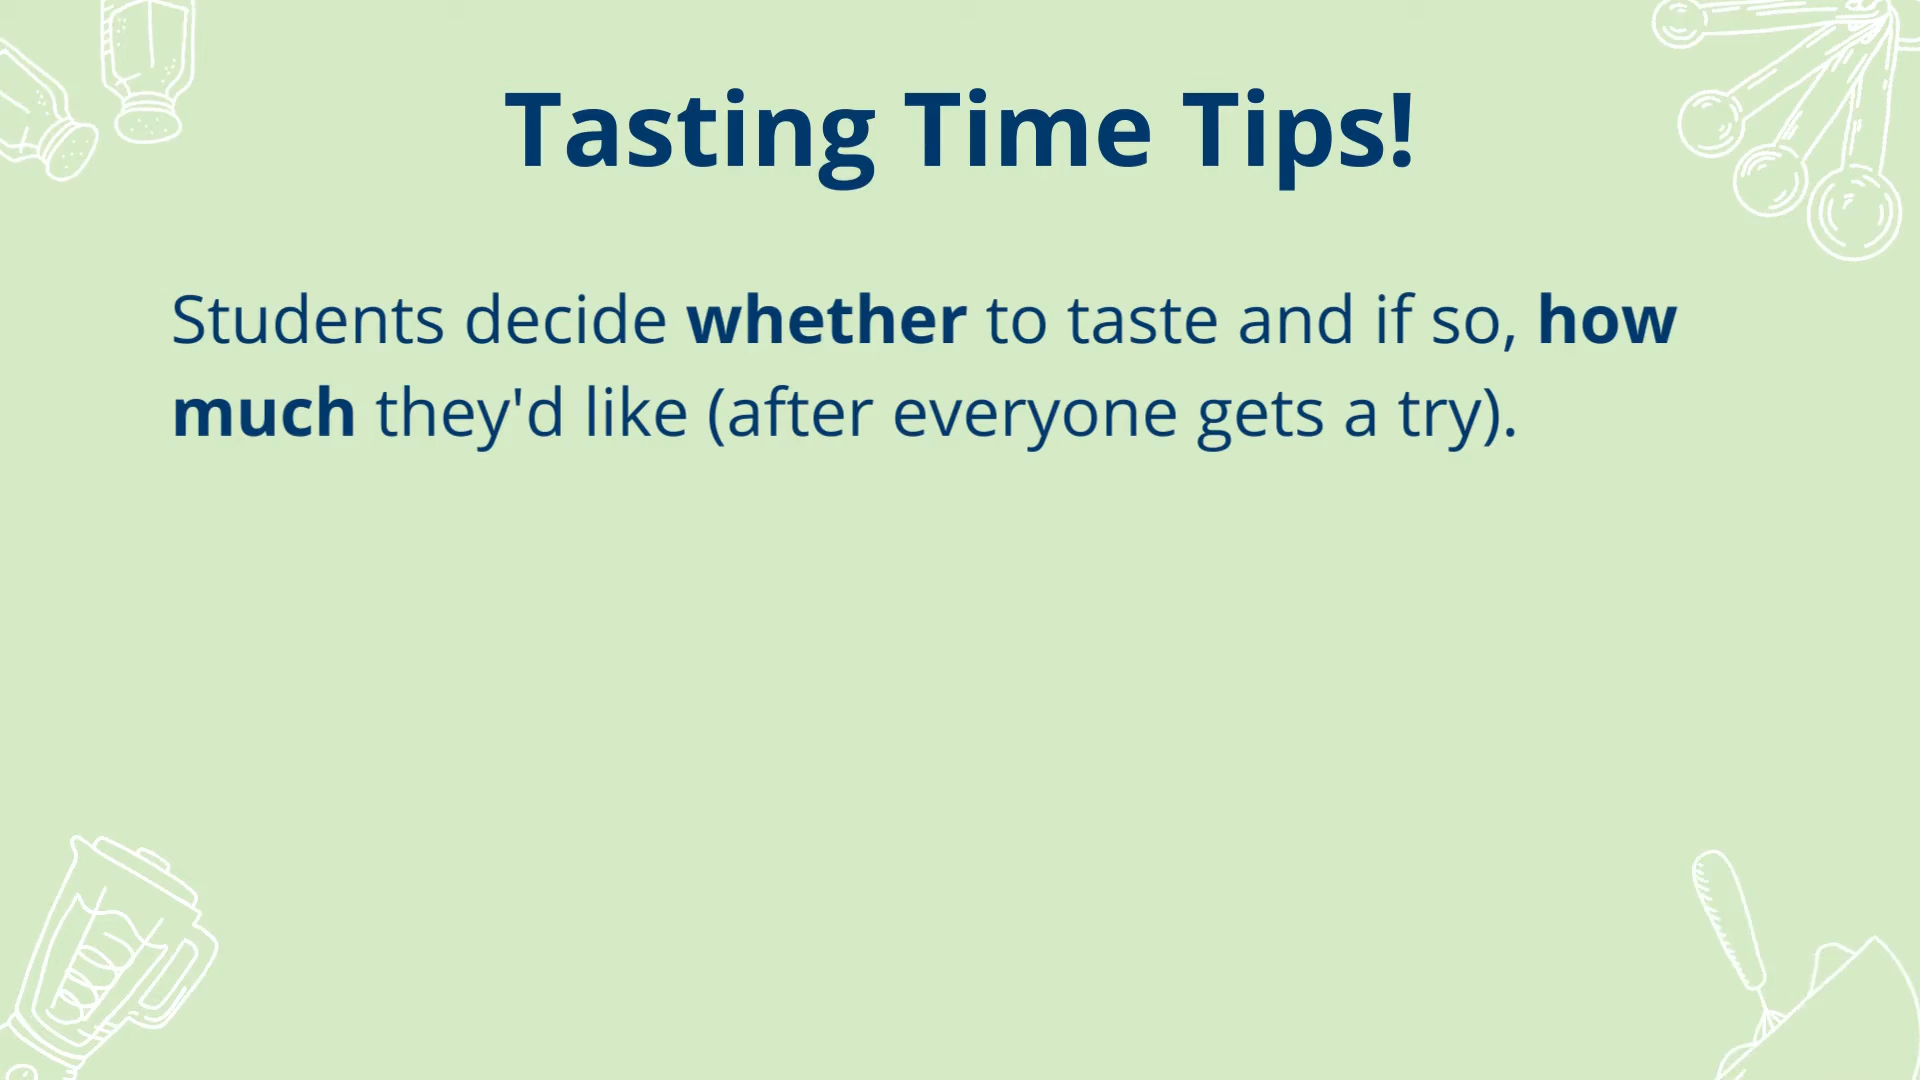 Tasting Time Tips!
Students decide whether to taste and if so, how
much they'd like (after everyone gets a try).